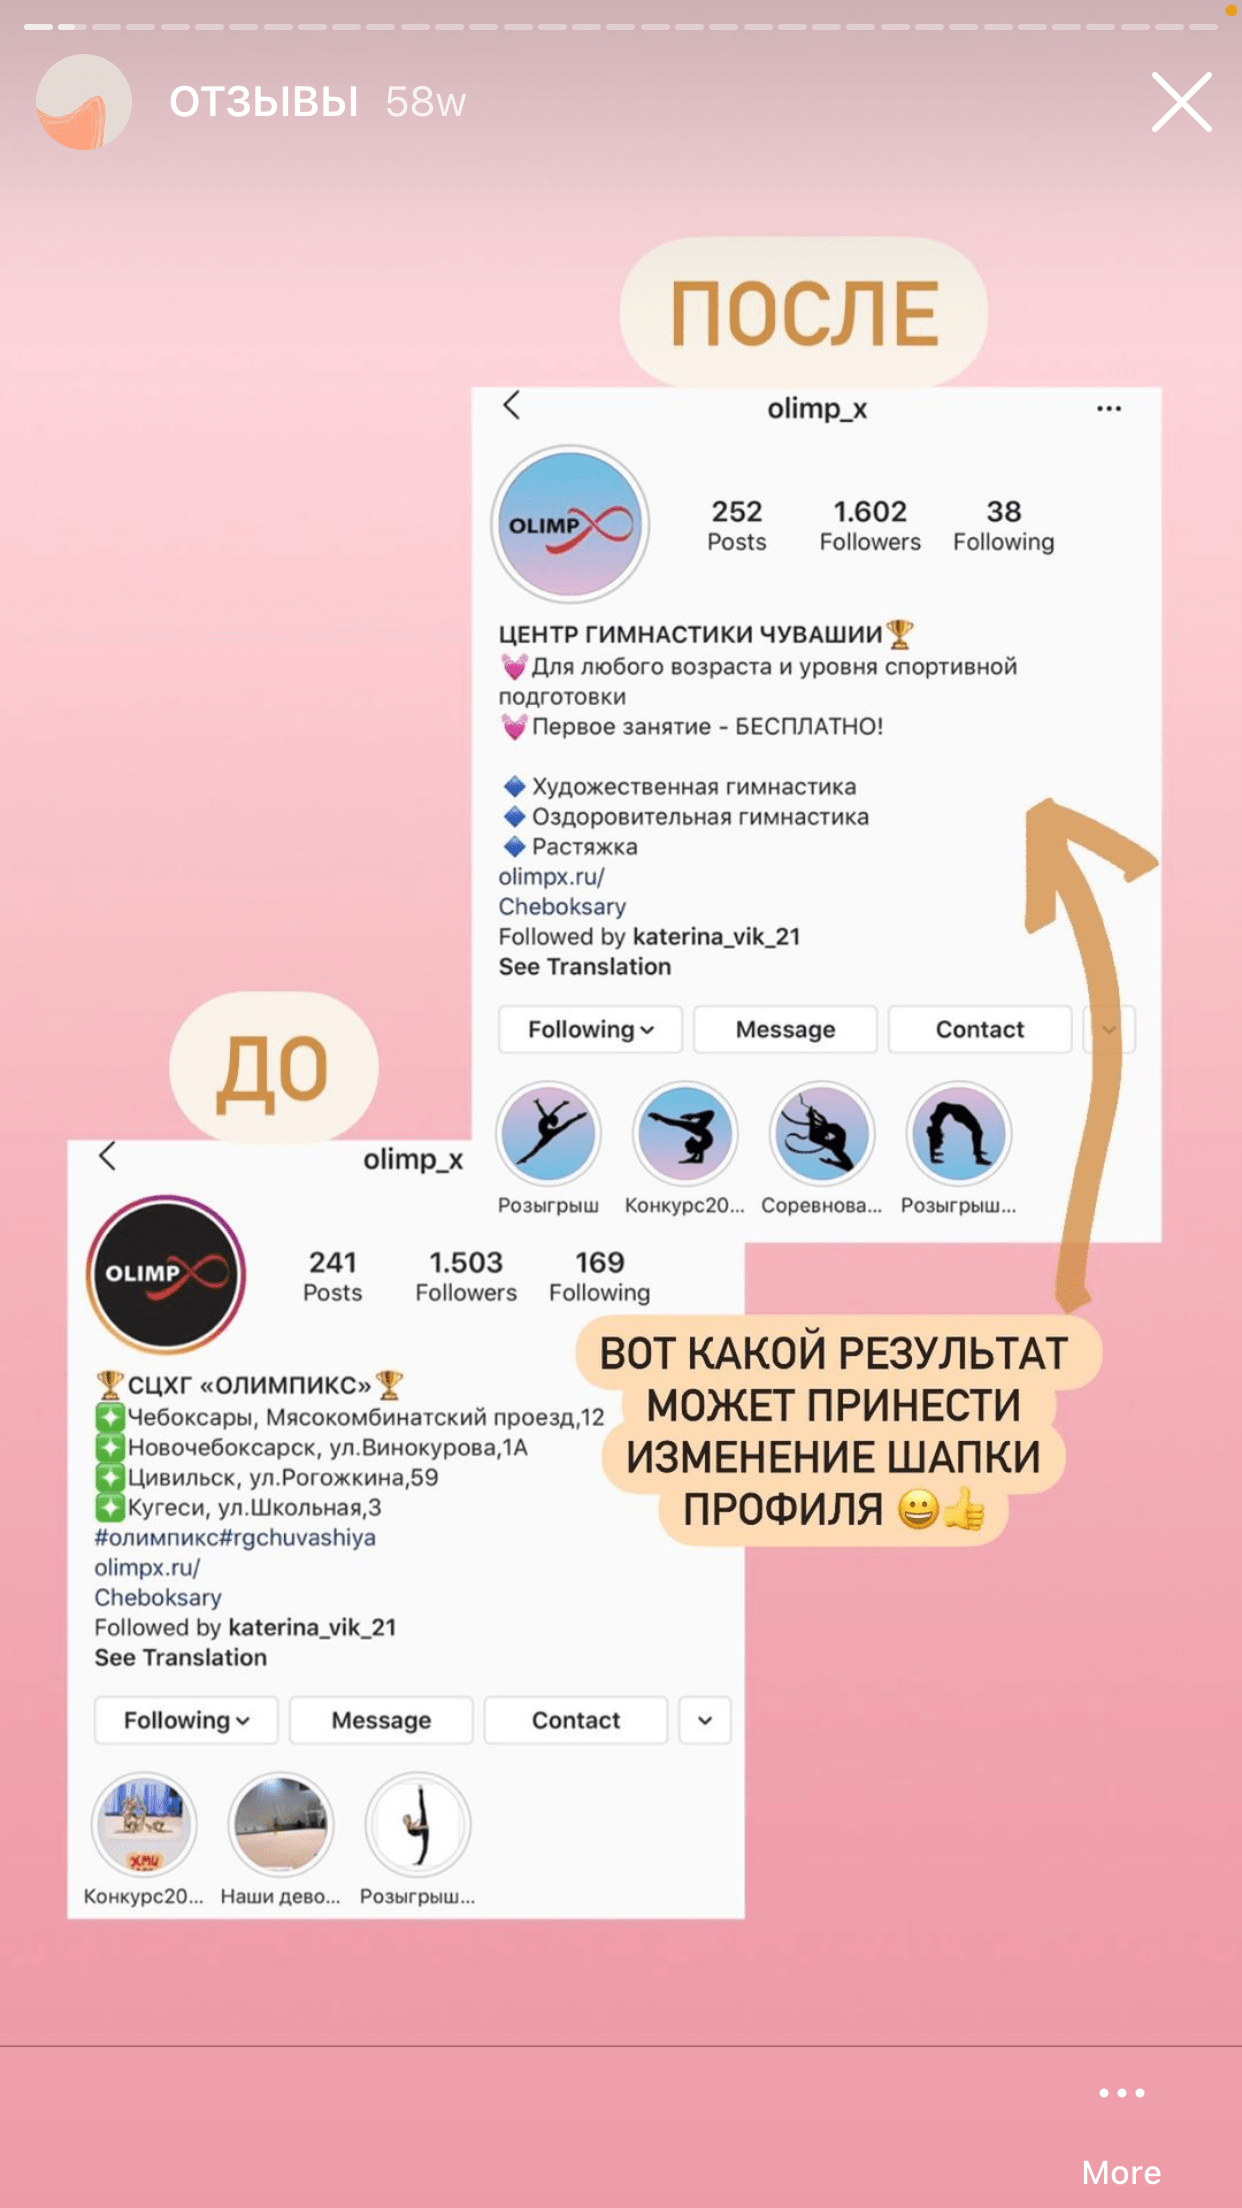 ОТЗЫВЫ 58w
ПОСЛЕ
olimp_x
OLIMP
252 1.602 38
Posts Followers Following
ЦЕНТР ГИМНАСТИКИ ЧУВАШИИ🏆
💓Для любого возраста и уровня спортивной
подготовки
💓Первое занятие - БЕСПЛАТНО!
🔷Художественная гимнастика
🔷Оздоровительная гимнастика
🔷Растяжка
olimpx.ru/
Cheboksary
Followed by katerina_vik_21
See Translation
Following Message Contact
Розыгрыш Конкурс20... Соревнова... Розыгрыш...
ДО
olimp_x
OLIMP
241 1.503 169
Posts Followers Following
🏆СЦХГ «ОЛИМПИКС»🏆
❇️Чебоксары, Мясокомбинатский проезд,12
❇️Новочебоксарск, ул.Винокурова,1А
❇️Цивильск, ул.Рогожкина,59
❇️Кугеси, ул.Школьная,3
#олимпикс#rgchuvashiya
olimpx.ru/
Cheboksary
Followed by katerina_vik_21
See Translation
Following Message Contact
Конкурс20... Наши дево... Розыгрыш...
ВОТ КАКОЙ РЕЗУЛЬТАТ
МОЖЕТ ПРИНЕСТИ
ИЗМЕНЕНИЕ ШАПКИ
ПРОФИЛЯ 😀👍
More